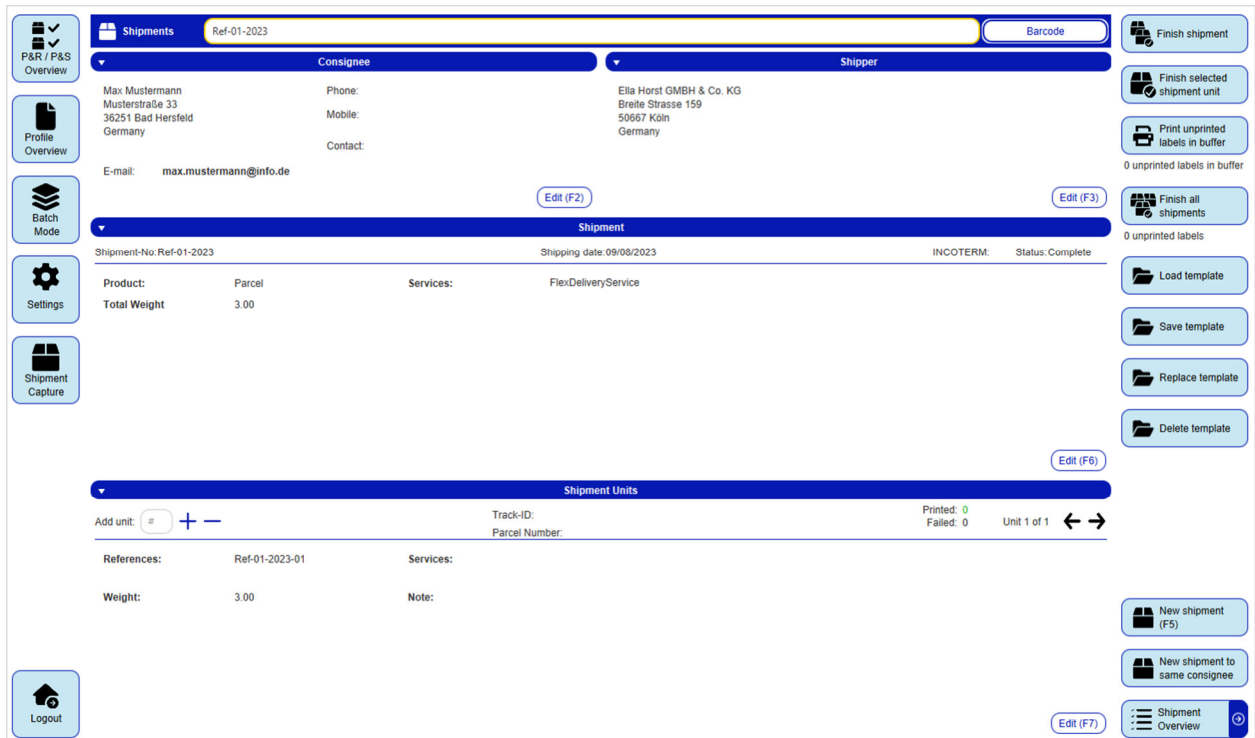 P&R / P&S
Overview
Profile
Overview
Batch
Mode
Settings
Shipment
Capture
Logout
Shipments Ref-01-2023 Barcode
Consignee
Max Mustermann
Musterstraße 33
36251 Bad Hersfeld
Germany
Phone:
Mobile:
Contact:
E-mail: max.mustermann@info.de
Edit (F2)
Shipper
Ella Horst GMBH & Co. KG
Breite Strasse 159
50667 Köln
Germany
Edit (F3)
Shipment
Shipment-No:Ref-01-2023 Shipping date:09/08/2023 INCOTERM: Status:Complete
Product: Parcel Services: FlexDeliveryService
Total Weight 3.00
Edit (F6)
Shipment Units
Add unit: #
Track-ID:
Parcel Number:
Printed: 0
Failed: 0
Unit 1 of 1
References: Ref-01-2023-01 Services:
Weight: 3.00 Note:
Edit (F7)
Finish shipment
Finish selected
shipment unit
Print unprinted
labels in buffer
0 unprinted labels in buffer
Finish all
shipments
0 unprinted labels
Load template
Save template
Replace template
Delete template
New shipment
(F5)
New shipment to
same consignee
Shipment
Overview